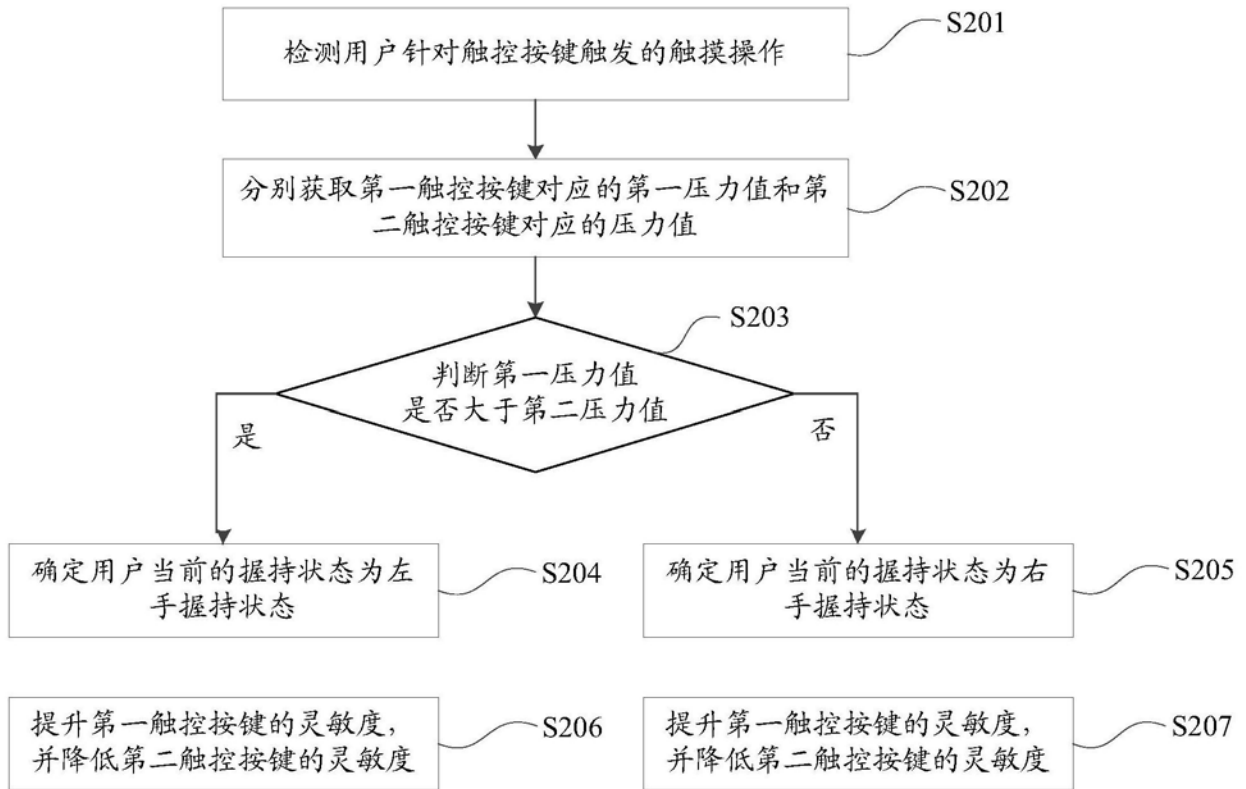 检测用户针对触控按键触发的触摸操作
S201
分别获取第一触控按键对应的第一压力值和第
二触控按键对应的压力值
S202
判断第一压力值
是否大于第二压力值
S203
是
否
确定用户当前的握持状态为左
手握持状态
S204
确定用户当前的握持状态为右
手握持状态
S205
提升第一触控按键的灵敏度，
并降低第二触控按键的灵敏度
S206
提升第一触控按键的灵敏度，
并降低第二触控按键的灵敏度
S207